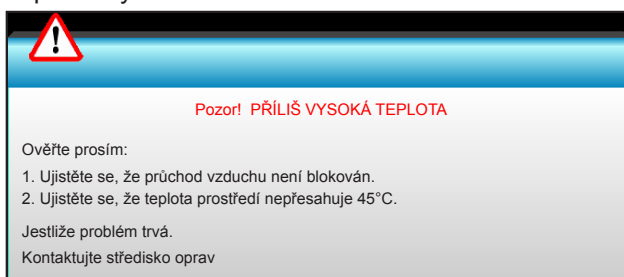 Pozor! PŘÍLIŠ VYSOKÁ TEPLOTA
Ověřte prosím:
1. Ujistěte se, že průchod vzduchu není blokován.
2. Ujistěte se, že teplota prostředí nepřesahuje 45°C.
Jestliže problém trvá.
Kontaktujte středisko oprav